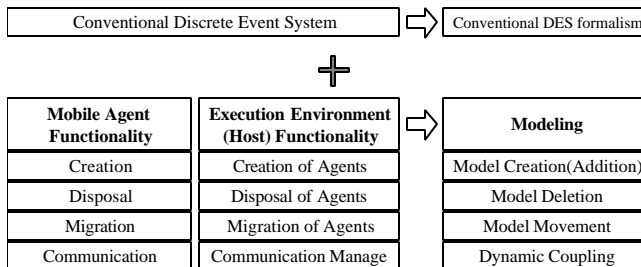 Conventional Discrete Event System
Conventional DES formalism
Mobile Agent
Functionality
Execution Environment
(Host) Functionality
Modeling
Creation
Creation of Agents
Model Creation(Addition)
Disposal
Disposal of Agents
Model Deletion
Migration
Migration of Agents
Model Movement
Communication
Communication Manage
Dynamic Coupling